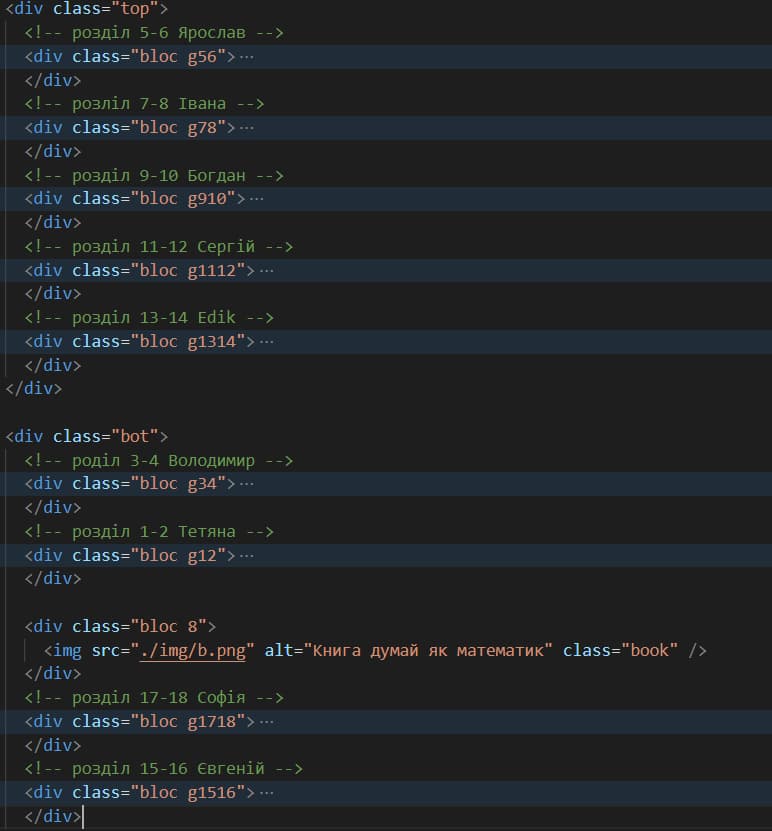 <div class="top">
<!-- розділ 5-6 Ярослав -->
<div class="bloc g56">…
</div>
<!-- розліл 7-8 Івана -->
<div class="bloc g78">…
</div>
<!-- розділ 9-10 Богдан -->
<div class="bloc g910">…
</div>
<!-- розділ 11-12 Сергій -->
<div class="bloc g1112">…
</div>
<!-- розділ 13-14 Edik -->
<div class="bloc g1314">…
</div>
</div>
<div class="bot">
<!-- роділ 3-4 Володимир -->
<div class="bloc g34">…
</div>
<!-- розділ 1-2 Тетяна -->
<div class="bloc g12">…
</div>
<div class="bloc 8">
<img src="./img/b.png" alt="Книга думай як математик" class="book" />
</div>
<!-- розділ 17-18 Софія -->
<div class="bloc g1718">…
</div>
<!-- розділ 15-16 Євгеній -->
<div class="bloc g1516">…
</div>